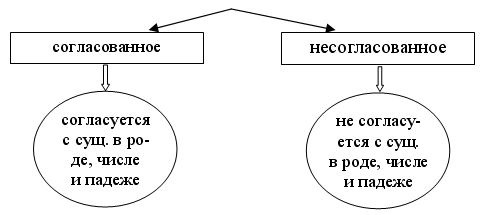 согласованное
несогласованное
согласуется
с сущ. в ро-
де, числе
и падеже
не согласу-
ется с сущ.
в роде, числе
и падеже